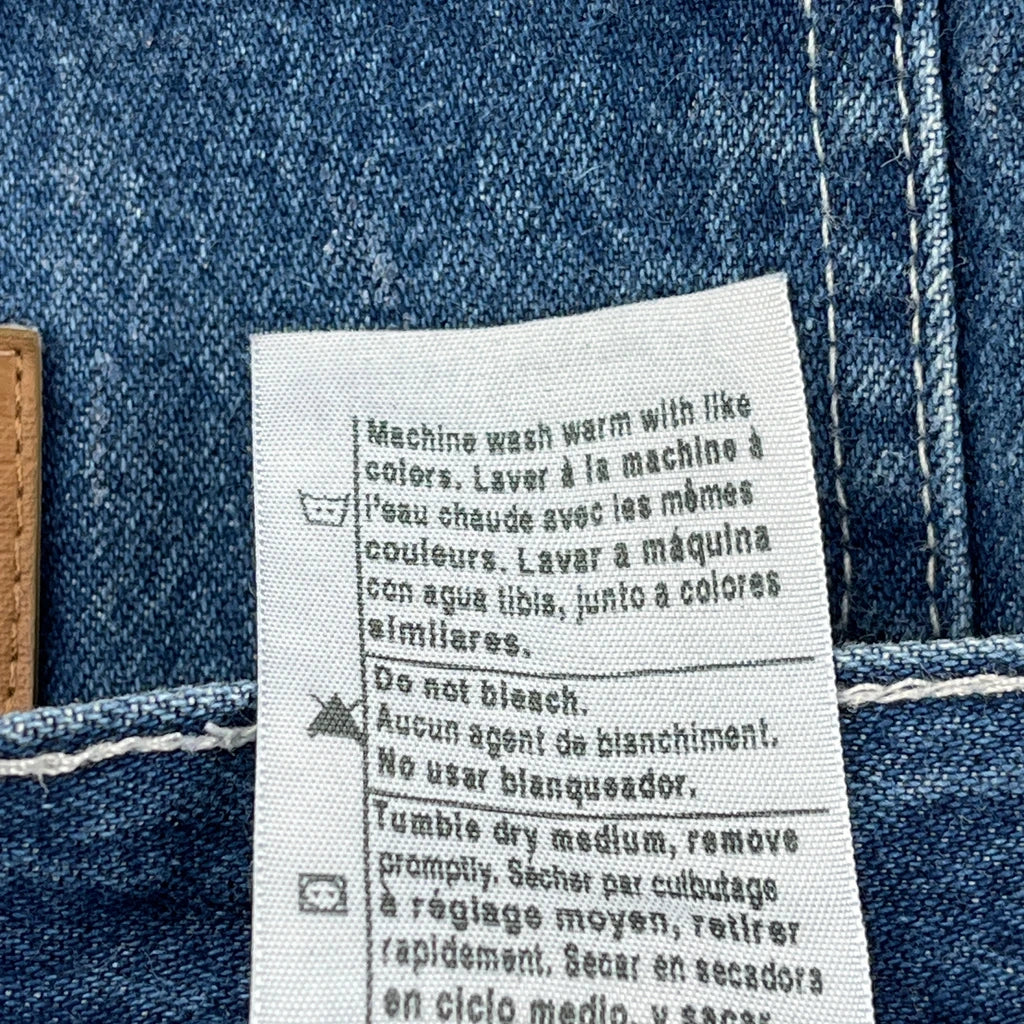 Machine wash warm with like
colors. Laver à la machine à
l'eau chaude avec les mêmes
couleurs. Lavar a máquina
con agua tibia, junto a colores
similares.
Do not bleach.
Aucun agent de blanchiment.
No usar blanqueador.
Tumble dry medium, remove
promptly. Sécher par culbutage
à réglage moyen, retirer
rapidement. Secar en secadora
en ciclo medio, y sacar